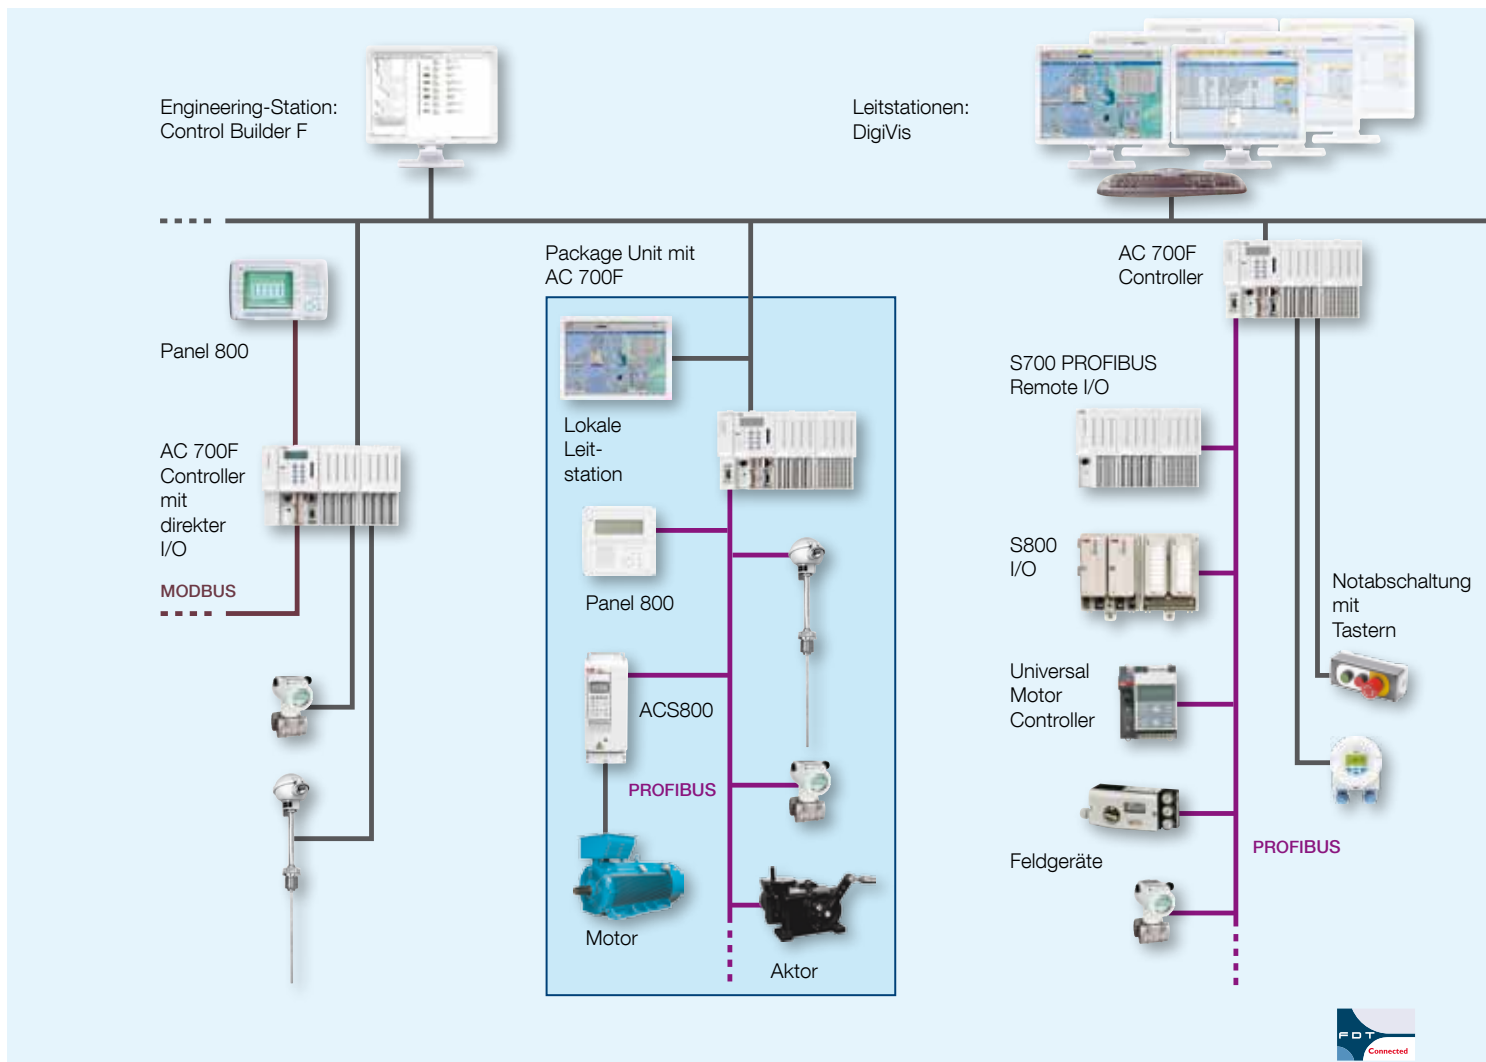 Engineering-Station:
Control Builder F
Leitstationen:
DigiVis
Package Unit mit
AC 700F
AC 700F
Controller
Panel 800
S700 PROFIBUS
Remote I/O
Lokale
Leit-
station
AC 700F
Controller
mit
direkter
I/O
MODBUS
S800
I/O
Panel 800
Notabschaltung
mit
Tastern
Universal
Motor
Controller
ACS800
PROFIBUS
Feldgeräte
PROFIBUS
Motor
Aktor
FDT
Connected